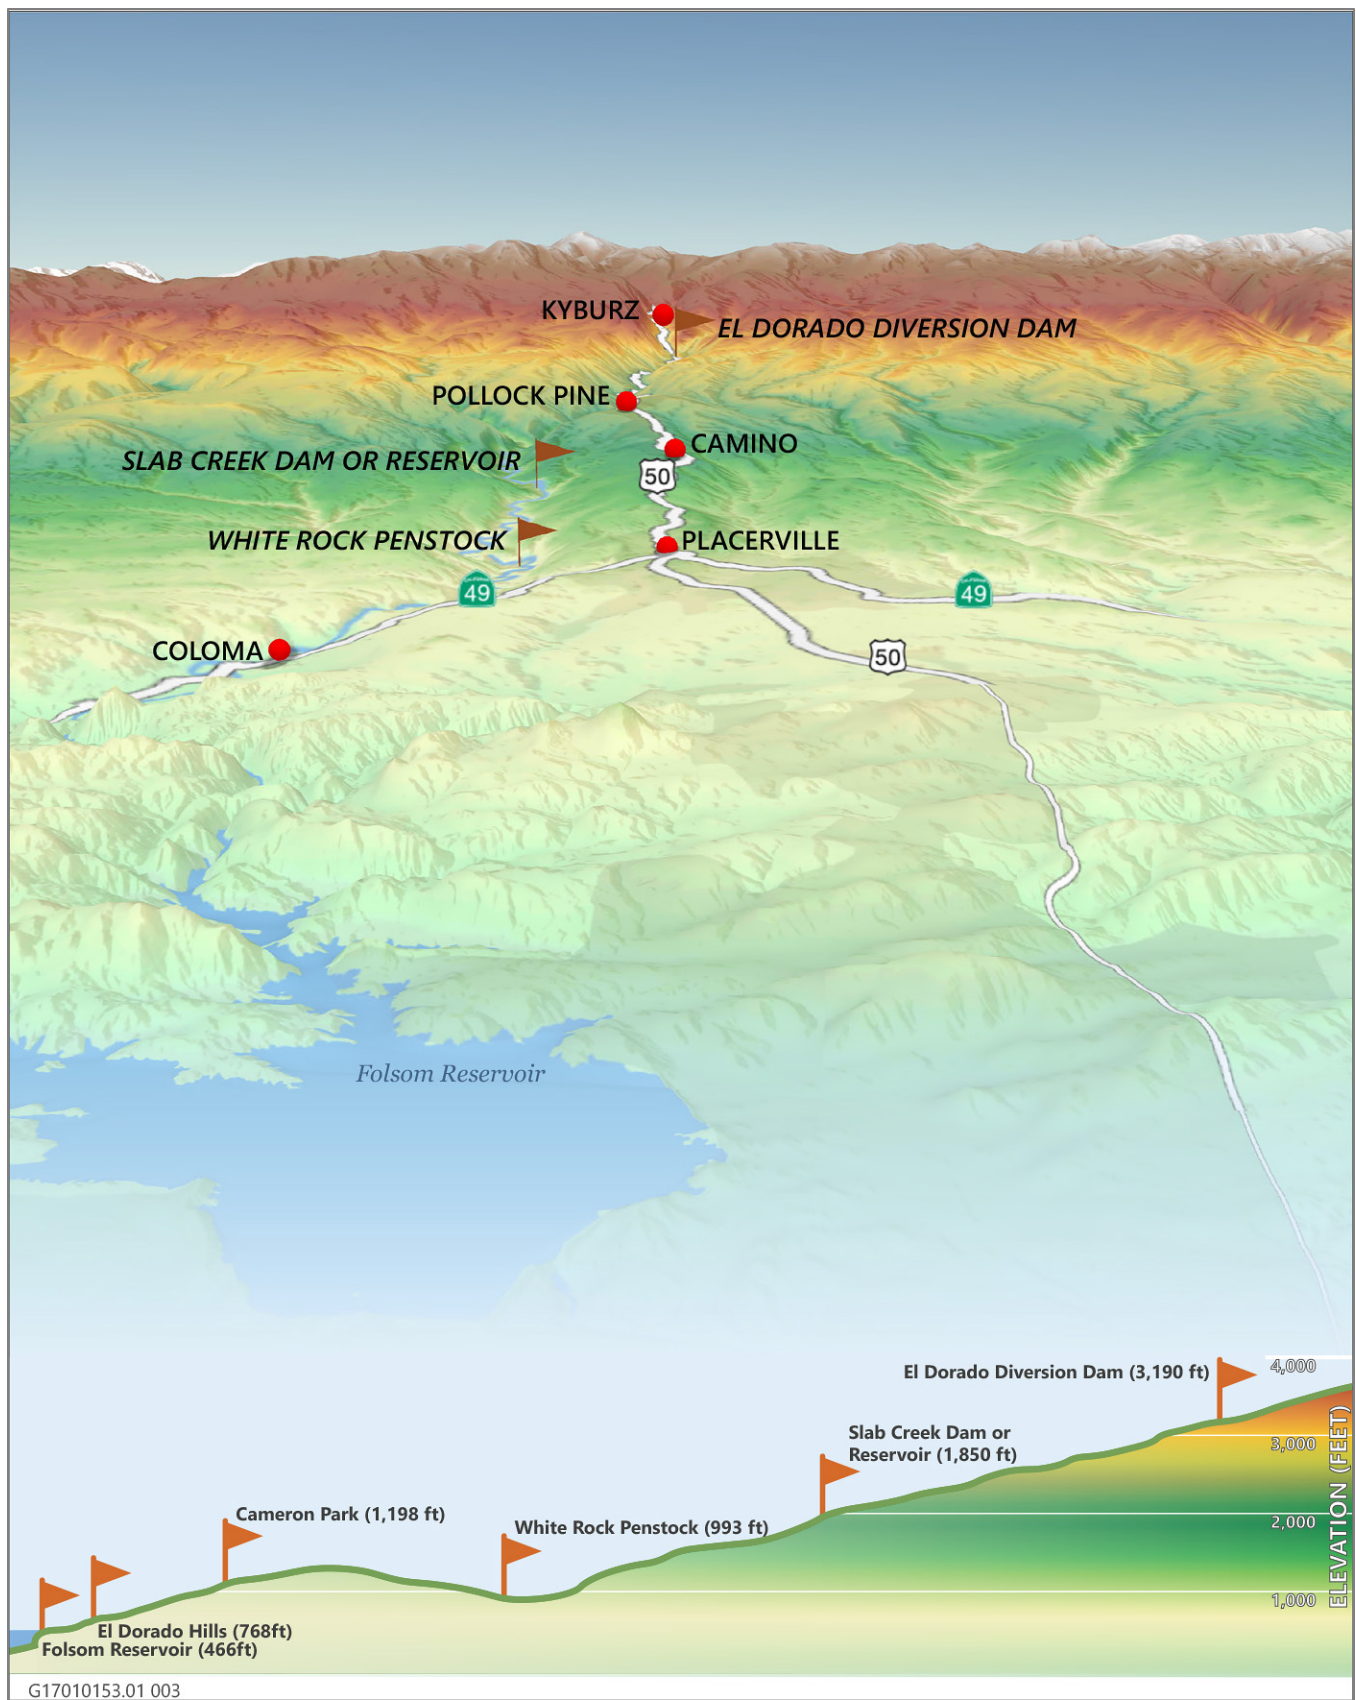 KYBURZ
EL DORADO DIVERSION DAM
POLLOCK PINE
CAMINO
SLAB CREEK DAM OR RESERVOIR
50
WHITE ROCK PENSTOCK
PLACERVILLE
49
49
COLOMA
50
Folsom Reservoir
El Dorado Diversion Dam (3,190 ft)
4,000
Slab Creek Dam or
Reservoir (1,850 ft)
3,000
Cameron Park (1,198 ft)
White Rock Penstock (993 ft)
2,000
1,000
ELEVATION (FEET)
El Dorado Hills (768ft)
Folsom Reservoir (466ft)
G17010153.01 003